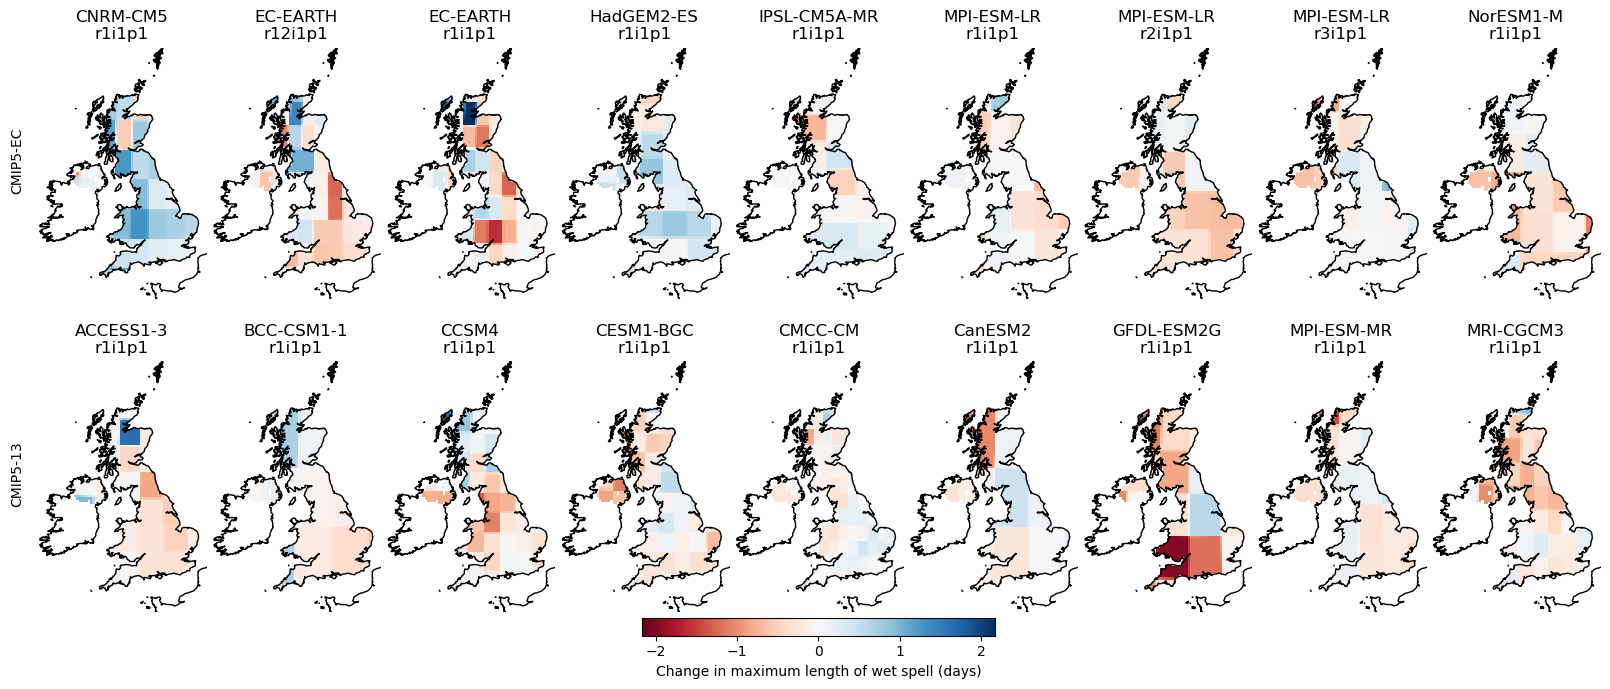 CNRM-CM5 EC-EARTH EC-EARTH HadGEM2-ES IPSL-CM5A-MR MPI-ESM-LR MPI-ESM-LR MPI-ESM-LR NorESM1-M
r1i1p1 r12i1p1 r1i1p1 r1i1p1 r1i1p1 r1i1p1 r2i1p1 r3i1p1 r1i1p1
CMIP5-EC
ACCESS1-3 BCC-CSM1-1 CCSM4 CESM1-BGC CMCC-CM CanESM2 GFDL-ESM2G MPI-ESM-MR MRI-CGCM3
r1i1p1 r1i1p1 r1i1p1 r1i1p1 r1i1p1 r1i1p1 r1i1p1 r1i1p1 r1i1p1
CMIP5-13
−2 −1 0 1 2
Change in maximum length of wet spell (days)